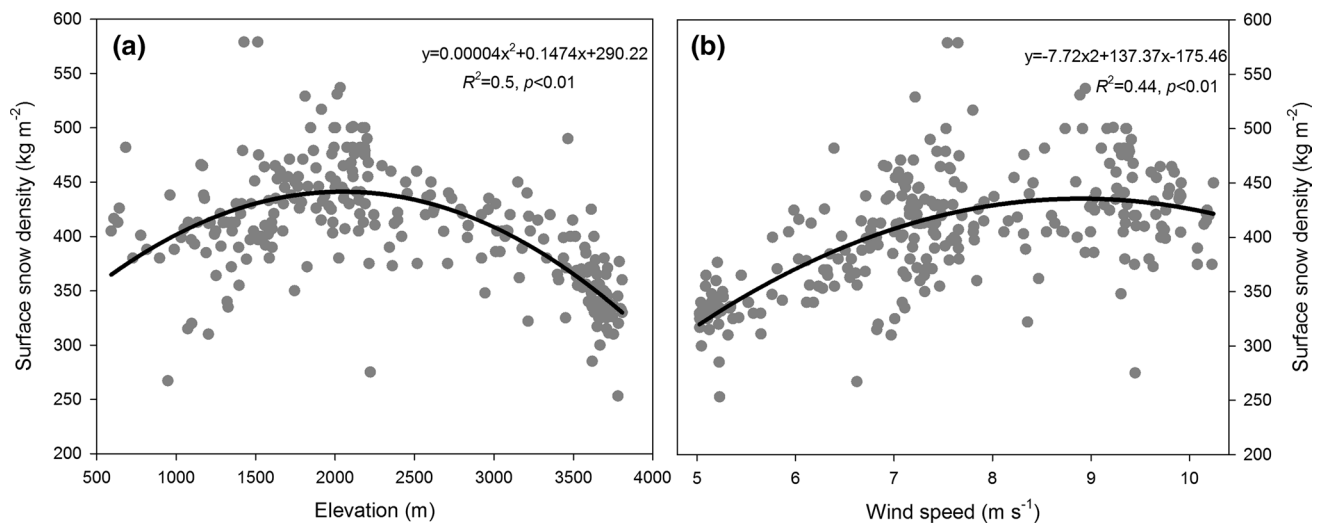 (a)
y=0.00004x²+0.1474x+290.22
R²=0.5, p<0.01
Surface snow density (kg m⁻²)
600
550
500
450
400
350
300
250
200
500 1000 1500 2000 2500 3000 3500 4000
Elevation (m)
(b)
y=-7.72x2+137.37x-175.46
R²=0.44, p<0.01
600
550
500
450
400
350
300
250
200
Surface snow density (kg m⁻²)
5 6 7 8 9 10
Wind speed (m s⁻¹)